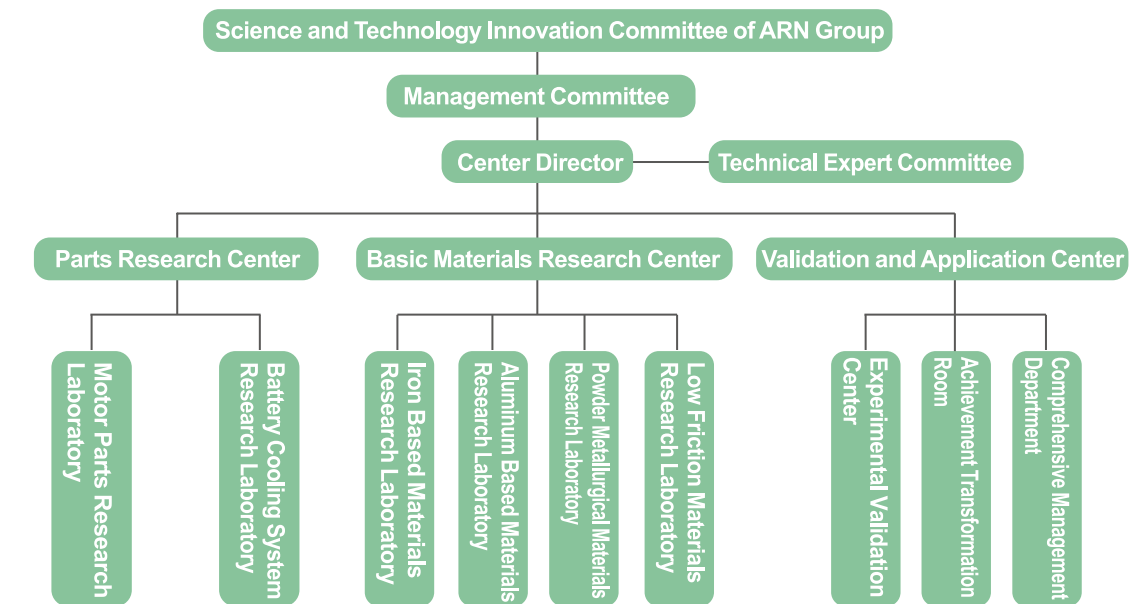 Science and Technology Innovation Committee of ARN Group
Management Committee
Center Director
Technical Expert Committee
Parts Research Center
Basic Materials Research Center
Validation and Application Center
Motor Parts Research
Laboratory
Battery Cooling System
Research Laboratory
Iron Based Materials
Research Laboratory
Aluminum Based Materials
Research Laboratory
Powder Metallurgical Materials
Research Laboratory
Low Friction Materials
Research Laboratory
Experimental Validation
Center
Achievement Transformation
Room
Comprehensive Management
Department